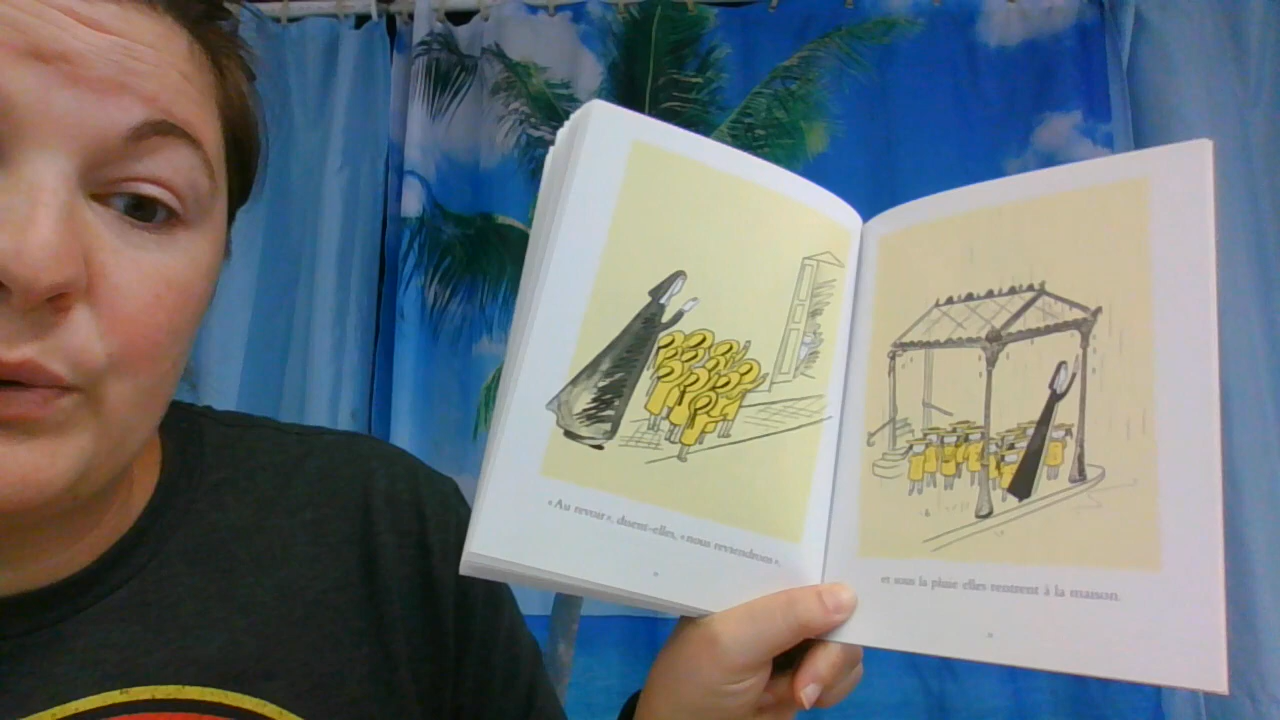 « Au revoir », disent-elles, « nous reviendrons »,
et sous la pluie elles rentrent à la maison.